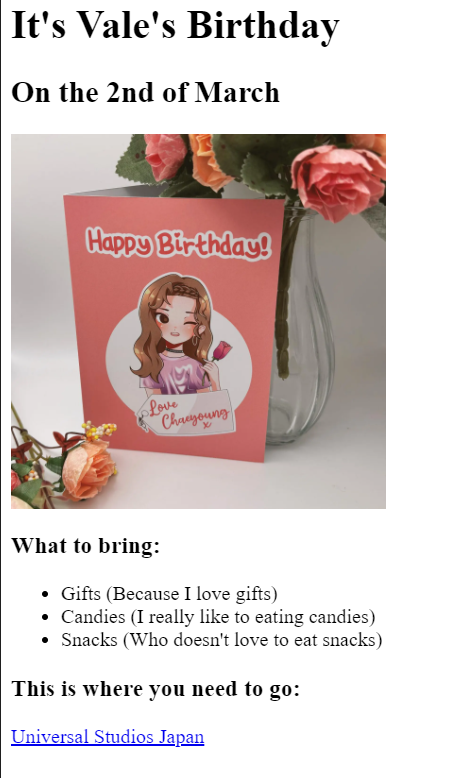 It's Vale's Birthday
On the 2nd of March
Happy Birthday!
Love
Chaeyoung
x
What to bring:
Gifts (Because I love gifts)
Candies (I really like to eating candies)
Snacks (Who doesn't love to eat snacks)
This is where you need to go:
Universal Studios Japan